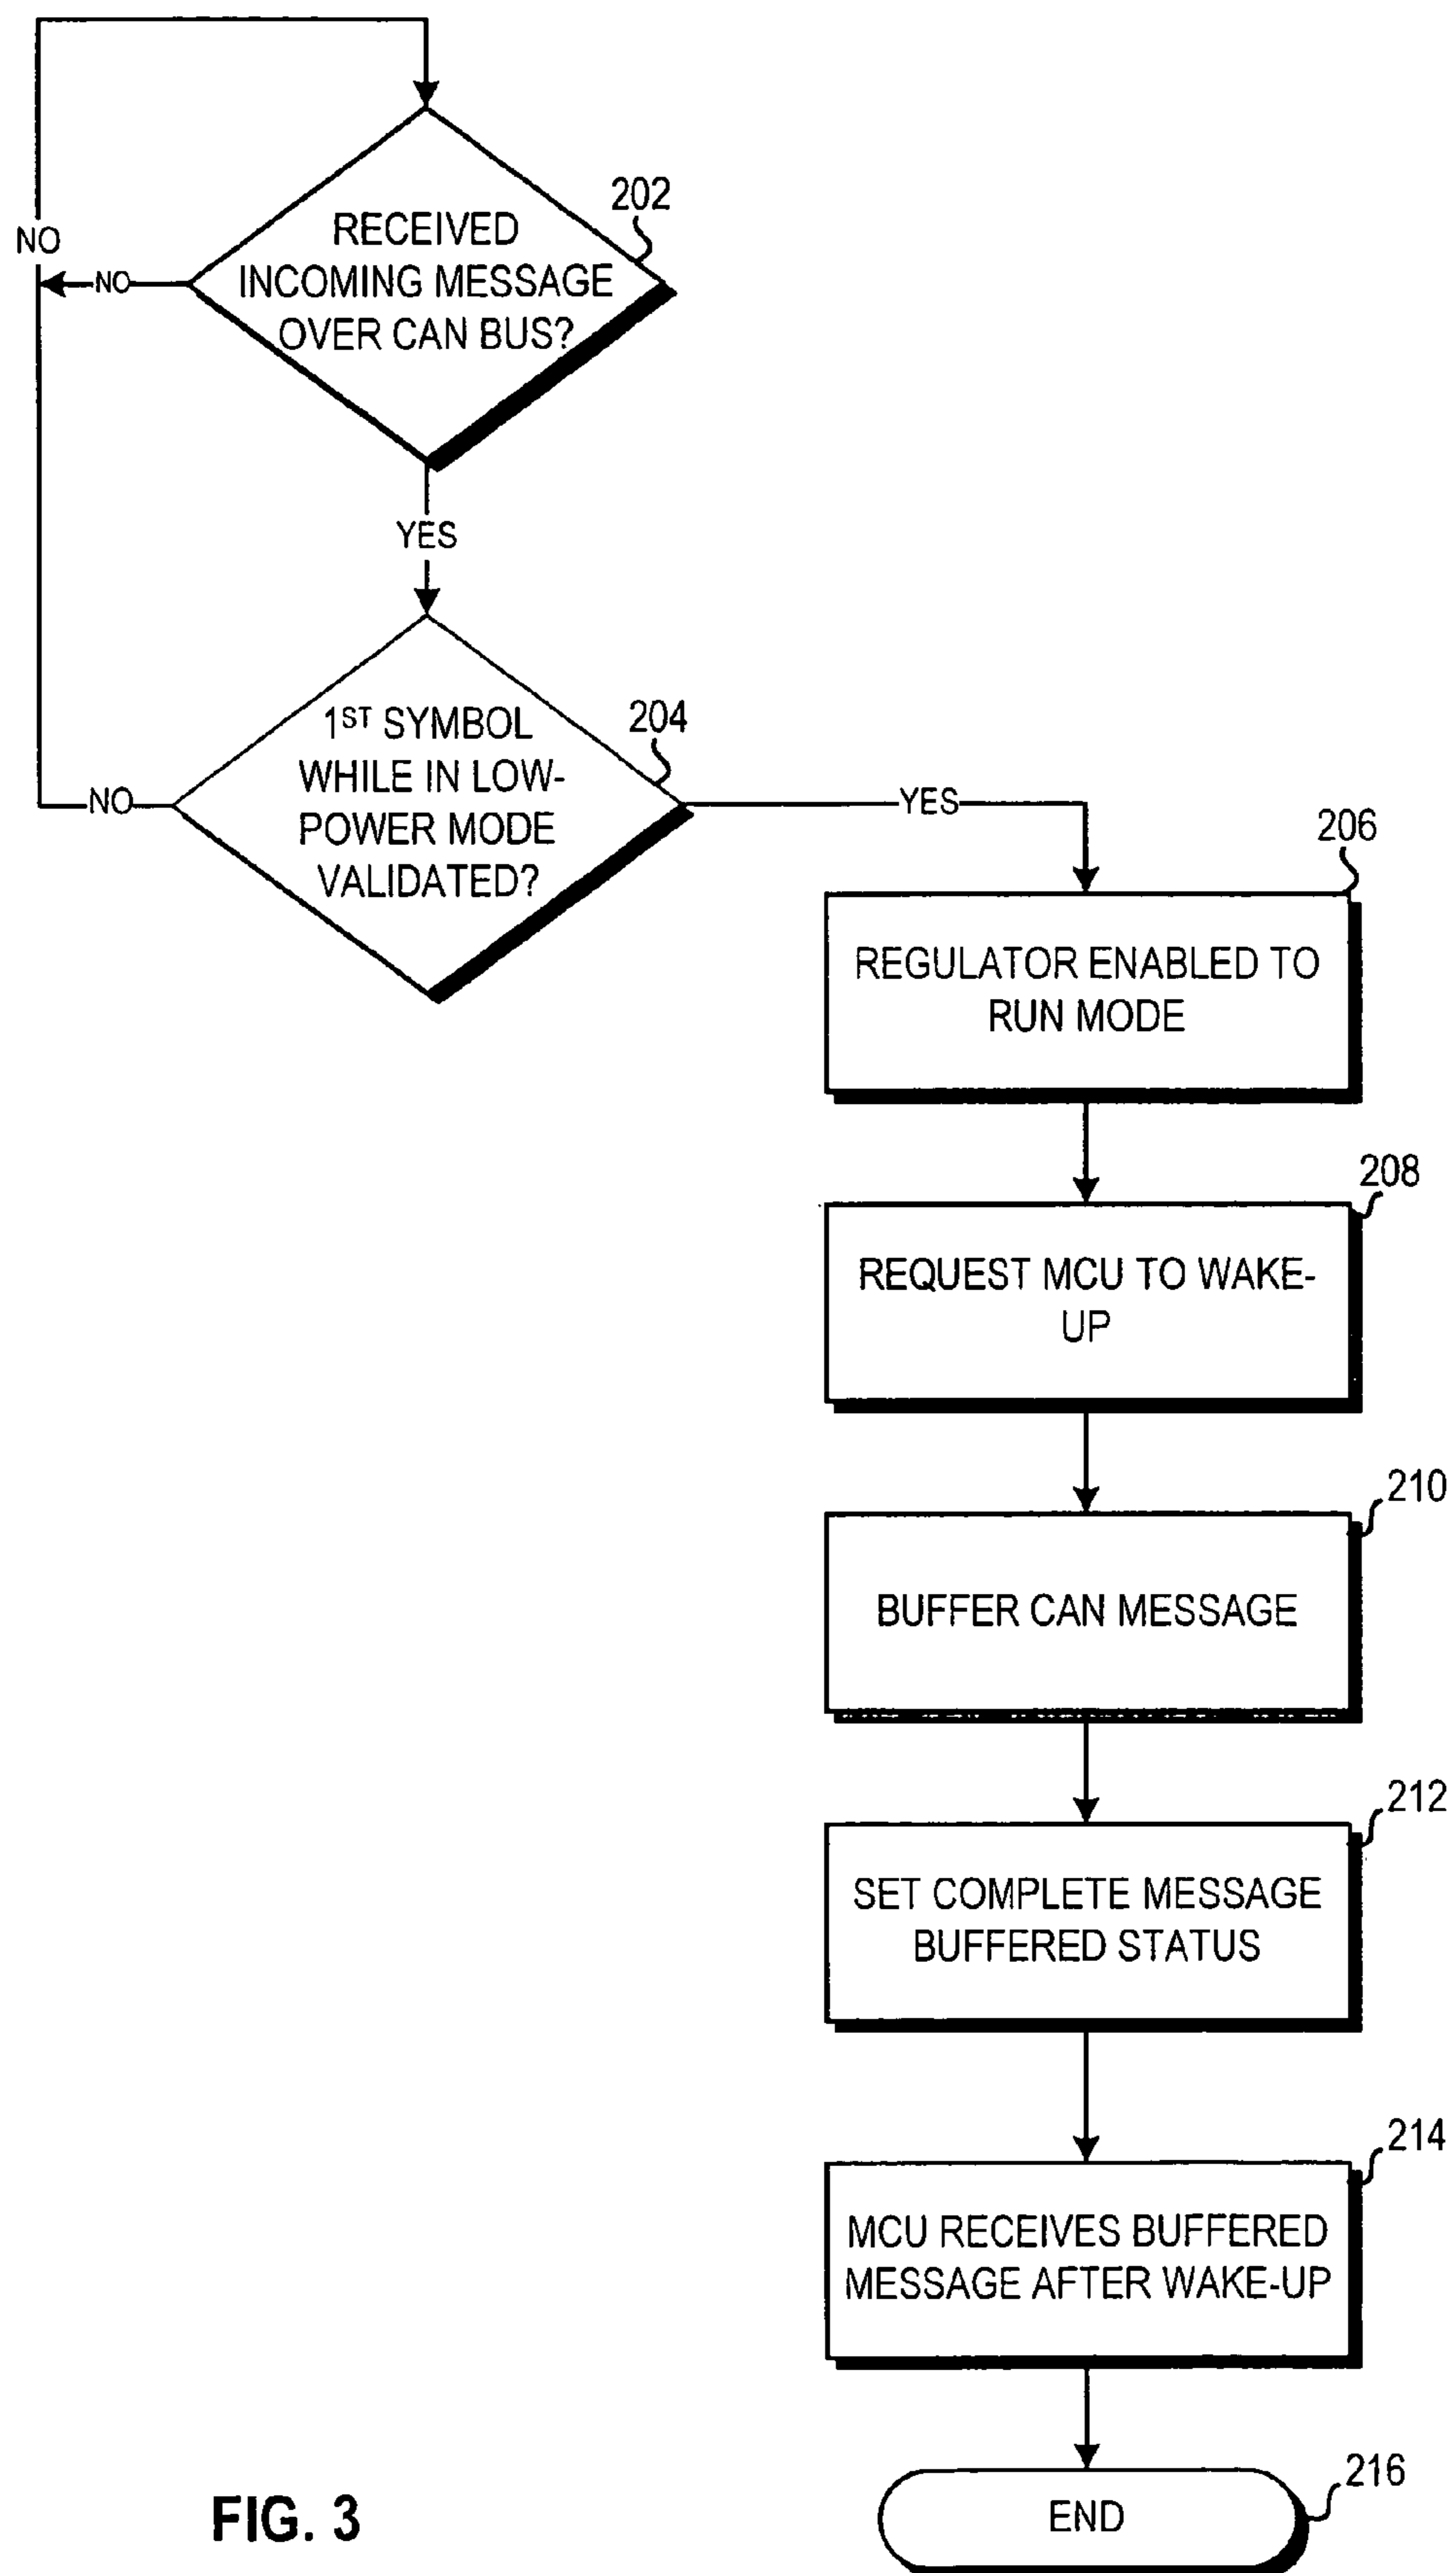 202
RECEIVED
INCOMING MESSAGE
OVER CAN BUS?
NO
NO
YES
204
1ST SYMBOL
WHILE IN LOW-
POWER MODE
VALIDATED?
NO
YES
206
REGULATOR ENABLED TO
RUN MODE
208
REQUEST MCU TO WAKE-
UP
210
BUFFER CAN MESSAGE
212
SET COMPLETE MESSAGE
BUFFERED STATUS
214
MCU RECEIVES BUFFERED
MESSAGE AFTER WAKE-UP
216
END
FIG. 3